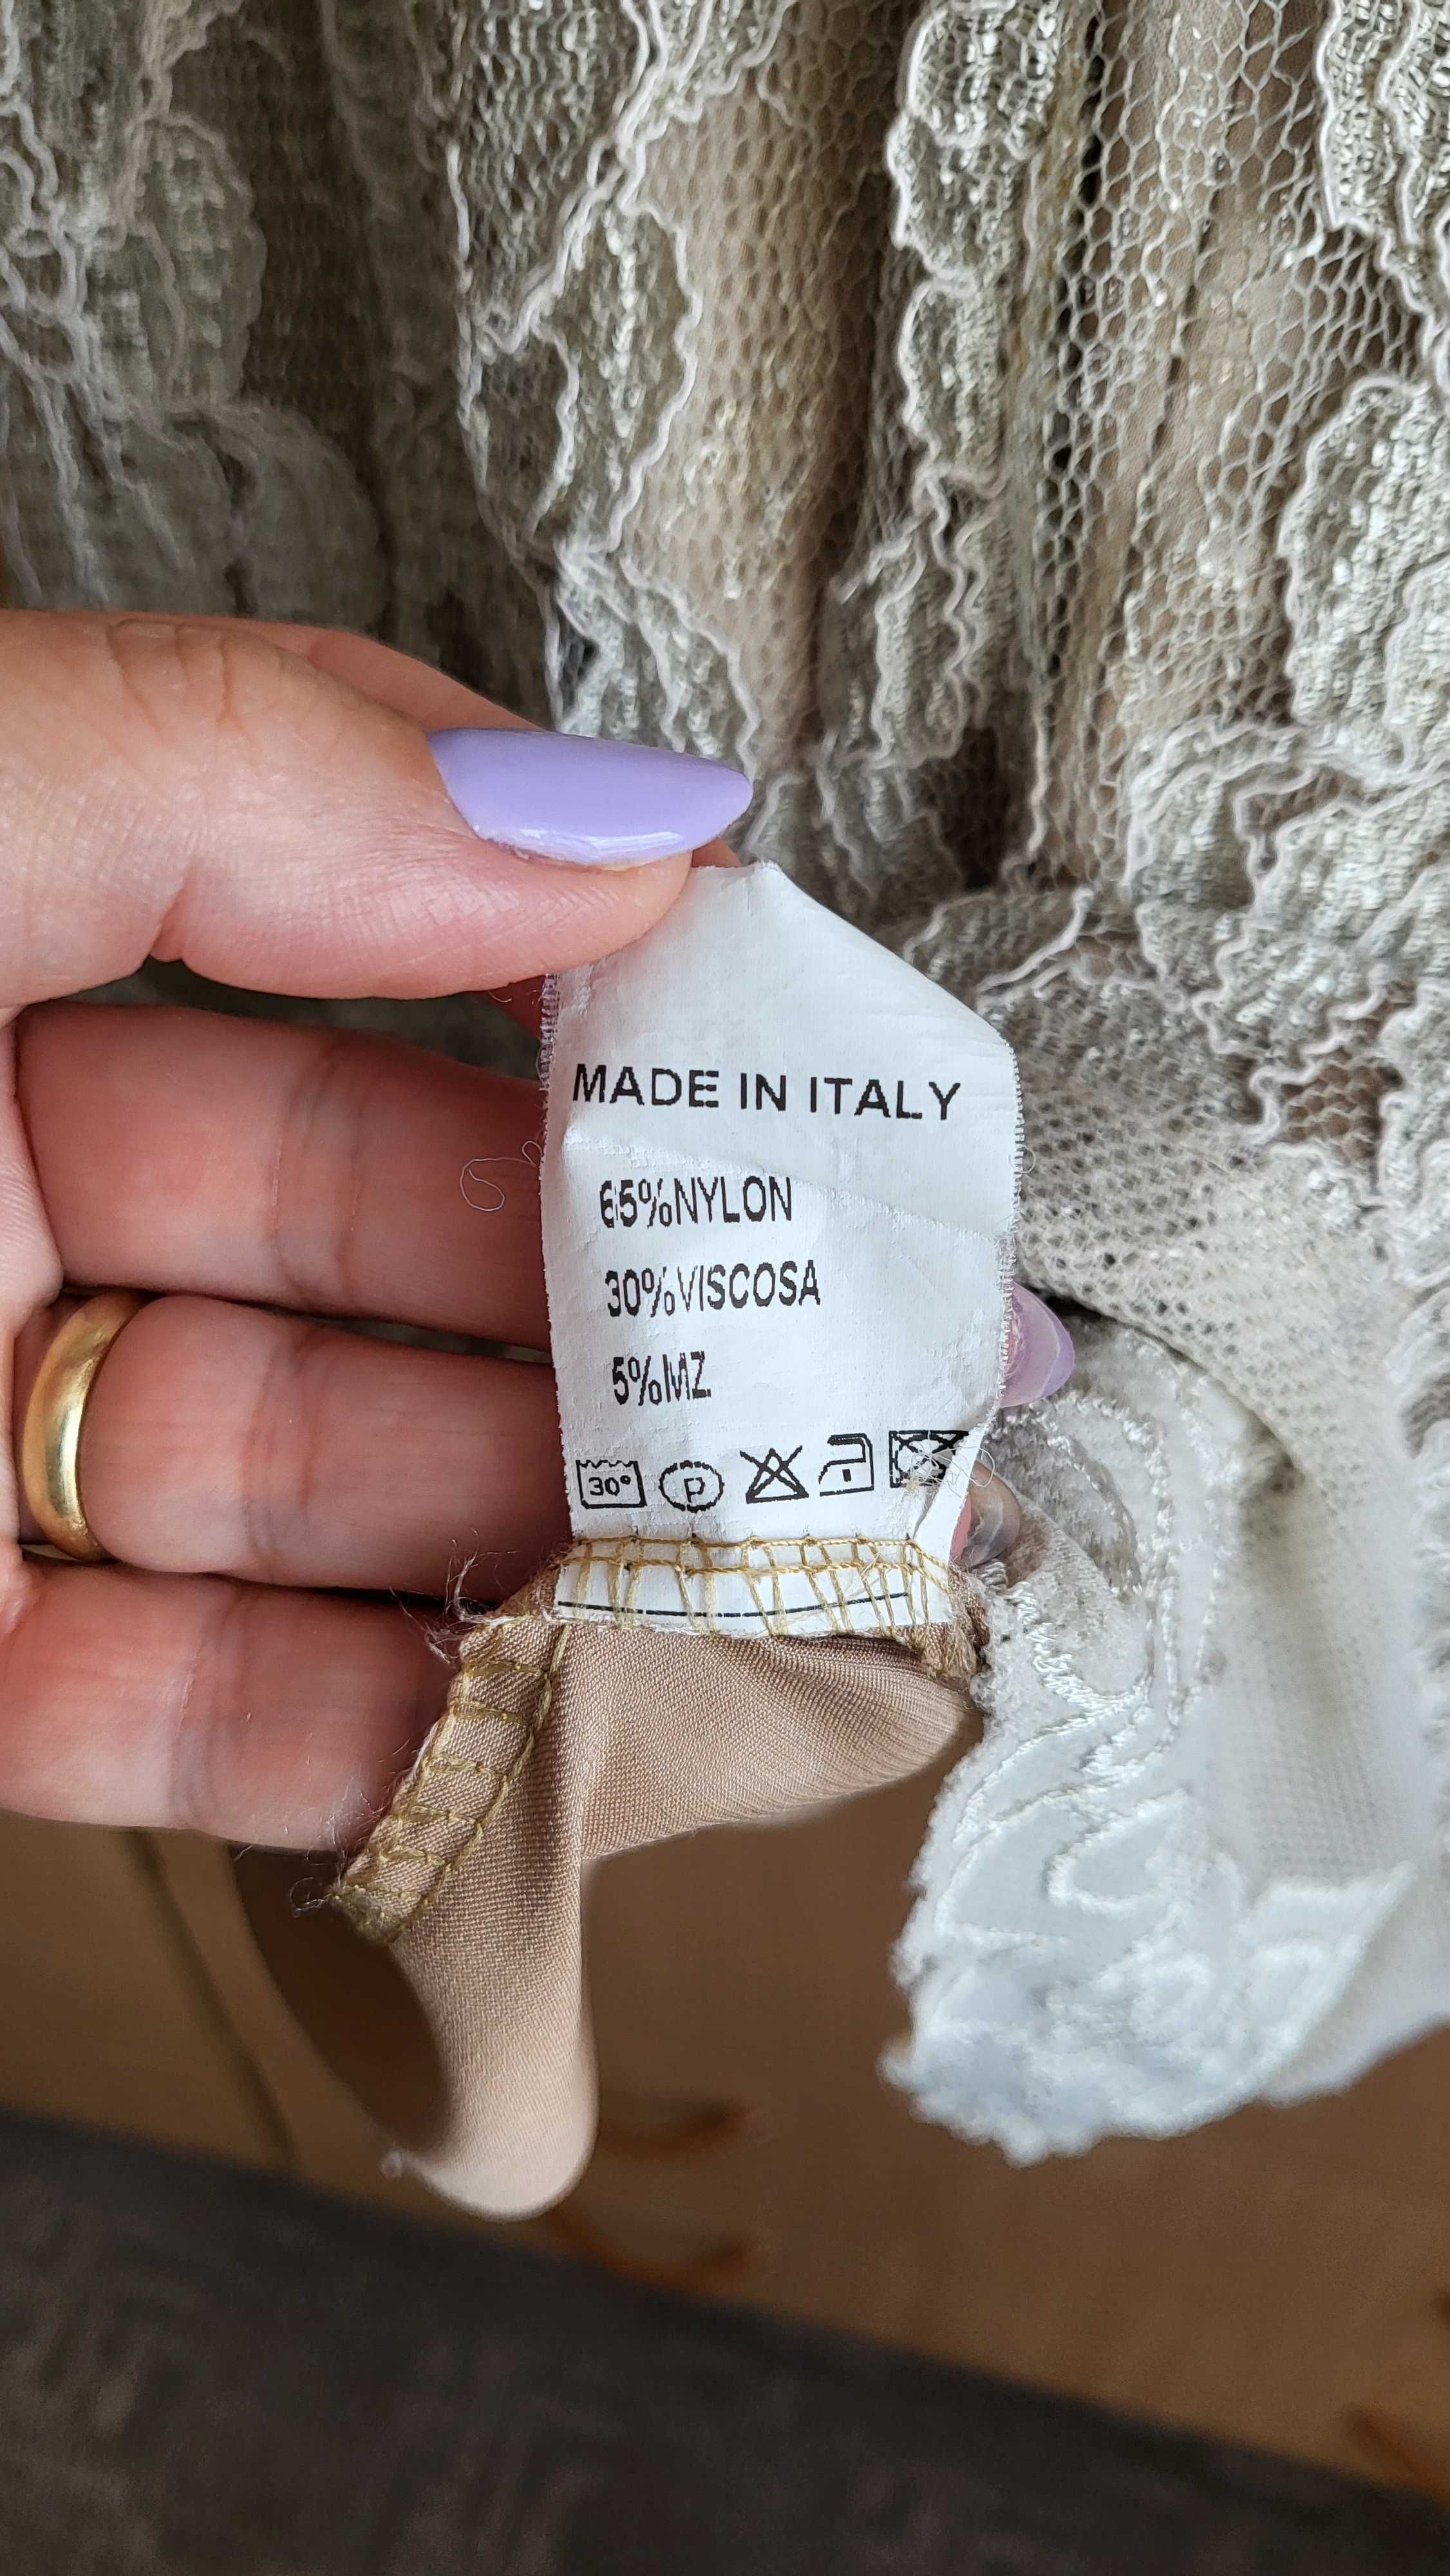 MADE IN ITALY
65%NYLON
30%VISCOSA
5%MZ
30° P